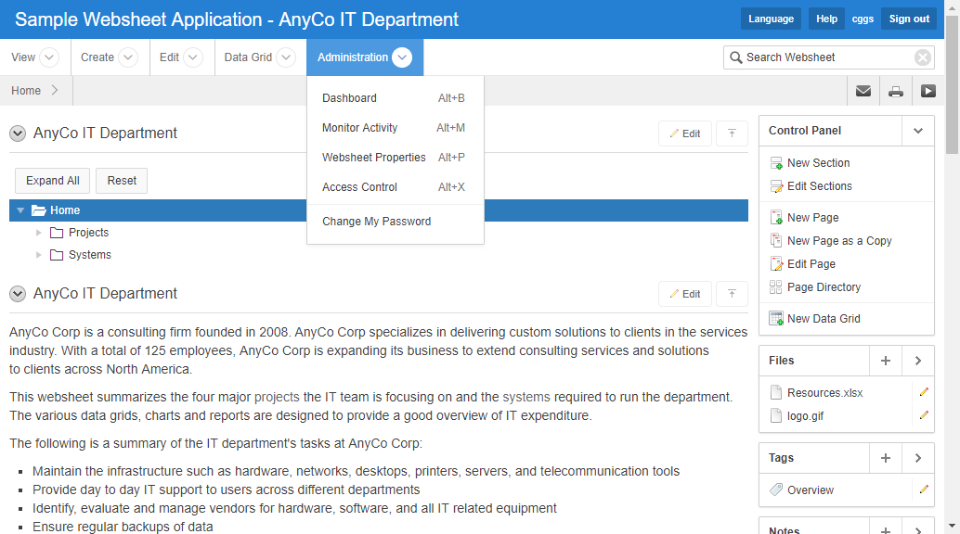 Sample Websheet Application - AnyCo IT Department
Language Help cggs Sign out
View Create Edit Data Grid Administration
Search Websheet
Home
Dashboard Alt+B
Monitor Activity Alt+M
Websheet Properties Alt+P
Access Control Alt+X
Change My Password
AnyCo IT Department
Edit
Expand All Reset
Home
Projects
Systems
AnyCo IT Department
Edit
AnyCo Corp is a consulting firm founded in 2008. AnyCo Corp specializes in delivering custom solutions to clients in the services
industry. With a total of 125 employees, AnyCo Corp is expanding its business to extend consulting services and solutions
to clients across North America.
This websheet summarizes the four major projects the IT team is focusing on and the systems required to run the department.
The various data grids, charts and reports are designed to provide a good overview of IT expenditure.
The following is a summary of the IT department's tasks at AnyCo Corp:
Maintain the infrastructure such as hardware, networks, desktops, printers, servers, and telecommunication tools
Provide day to day IT support to users across different departments
Identify, evaluate and manage vendors for hardware, software, and all IT related equipment
Ensure regular backups of data
Control Panel
New Section
Edit Sections
New Page
New Page as a Copy
Edit Page
Page Directory
New Data Grid
Files
Resources.xlsx
logo.gif
Tags
Overview
Notes